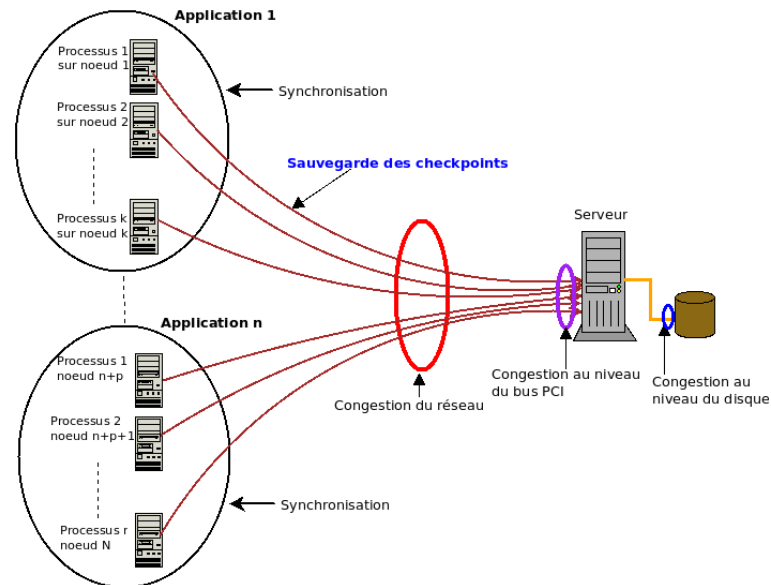 Application 1
Processus 1
sur noeud 1
Synchronisation
Processus 2
sur noeud 2
Sauvegarde des checkpoints
Processus k
sur noeud k
Serveur
Application n
Processus 1
noeud n+p
Congestion au niveau
du bus PCI
Congestion au
niveau du disque
Congestion du réseau
Processus 2
noeud n+p+1
Synchronisation
Processus r
noeud N